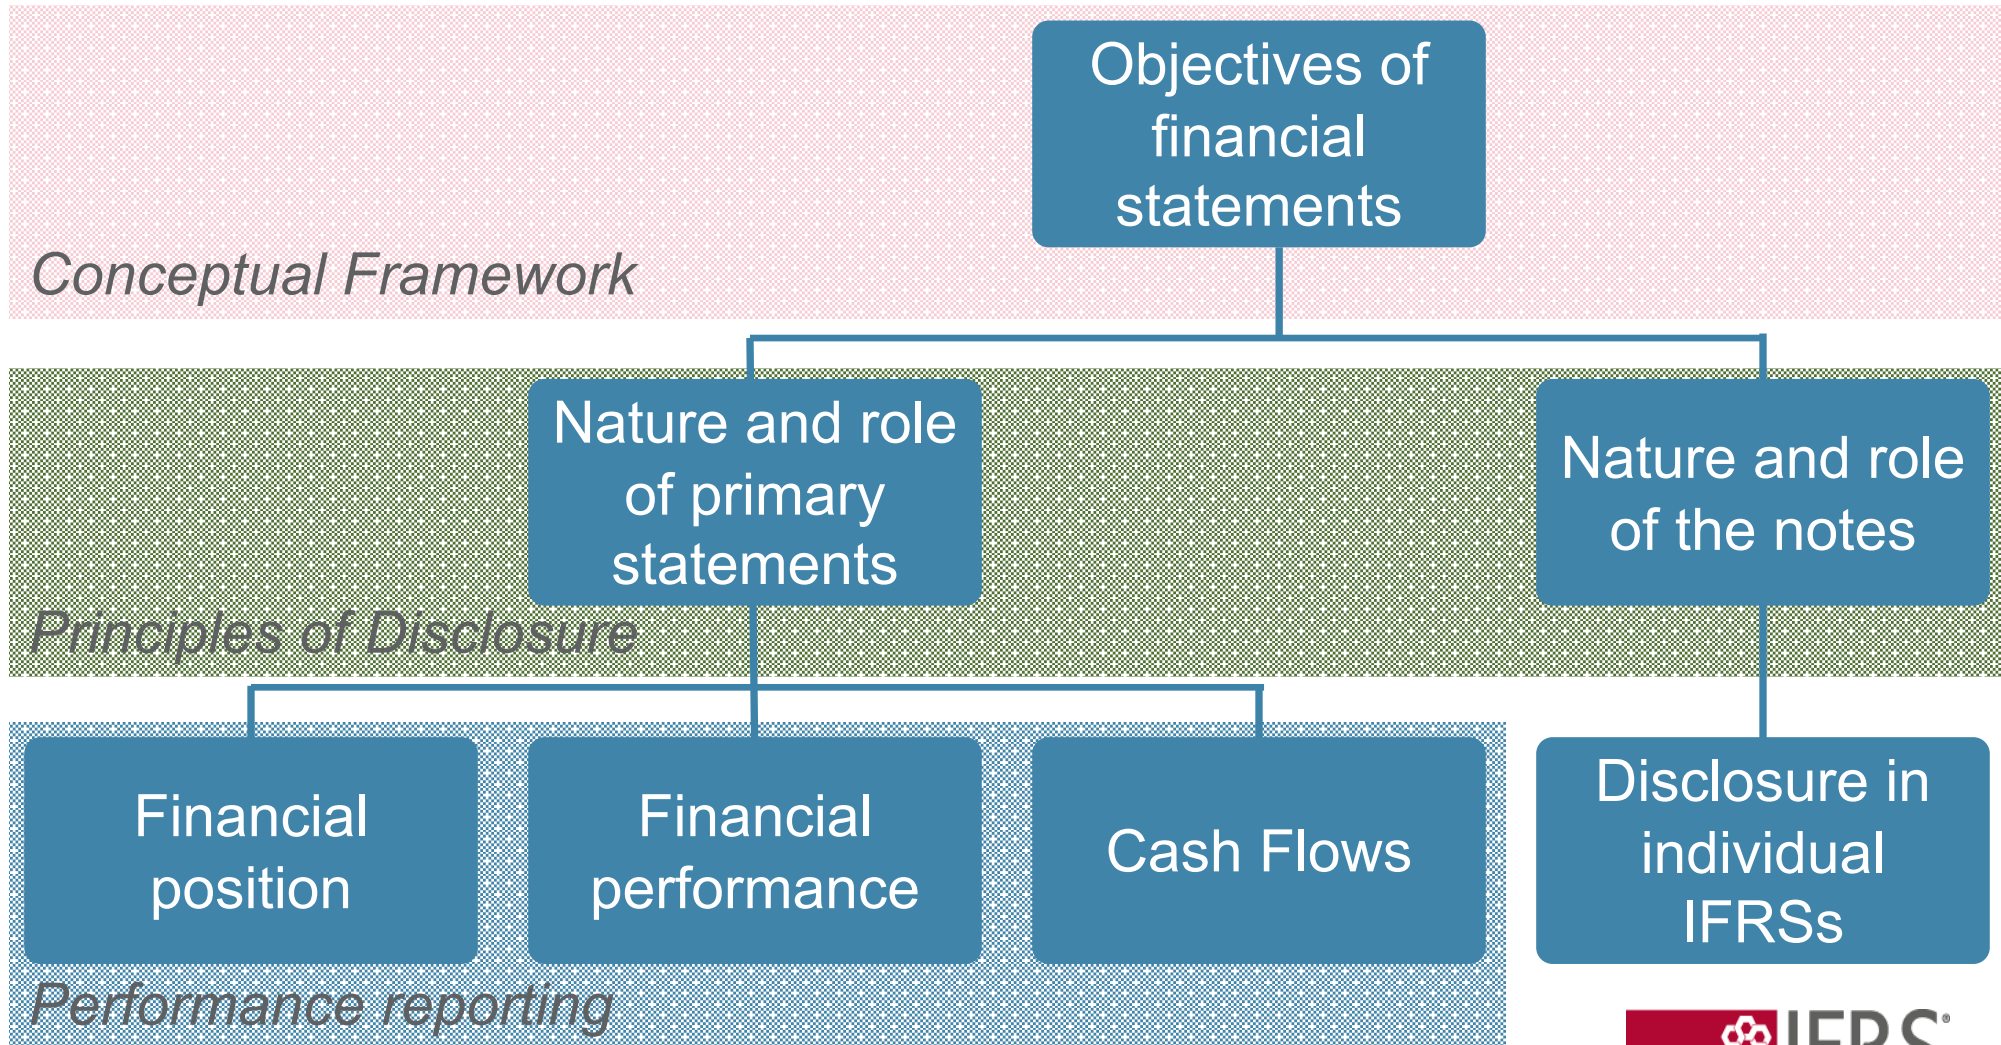 Objectives of
financial
statements
Conceptual Framework
Nature and role
of primary
statements
Nature and role
of the notes
Principles of Disclosure
Financial
position
Financial
performance
Cash Flows
Disclosure in
individual
IFRSs
Performance reporting
IFRS®